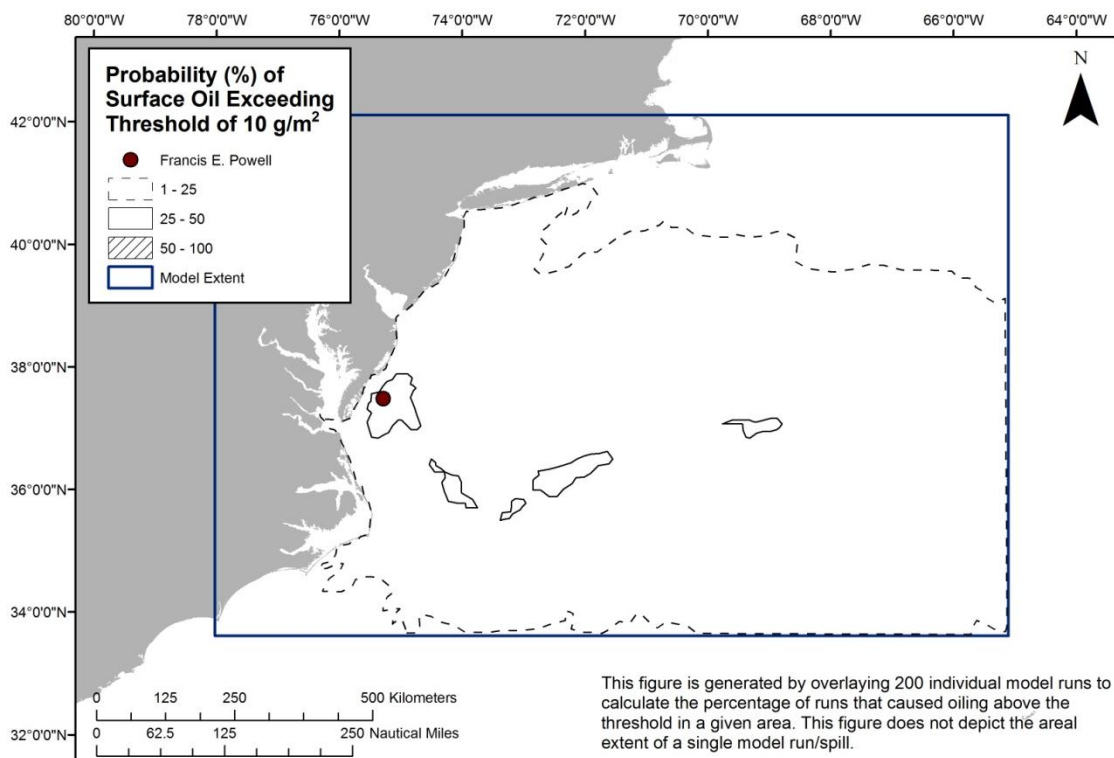 80°0'0"W 78°0'0"W 76°0'0"W 74°0'0"W 72°0'0"W 70°0'0"W 68°0'0"W 66°0'0"W 64°0'0"W
Probability (%) of
Surface Oil Exceeding
Threshold of 10 g/m²
Francis E. Powell
1 - 25
25 - 50
50 - 100
Model Extent
N
42°0'0"N
40°0'0"N
38°0'0"N
36°0'0"N
34°0'0"N
32°0'0"N
0 125 250 500 Kilometers
0 62.5 125 250 Nautical Miles
This figure is generated by overlaying 200 individual model runs to
calculate the percentage of runs that caused oiling above the
threshold in a given area. This figure does not depict the areal
extent of a single model run/spill.